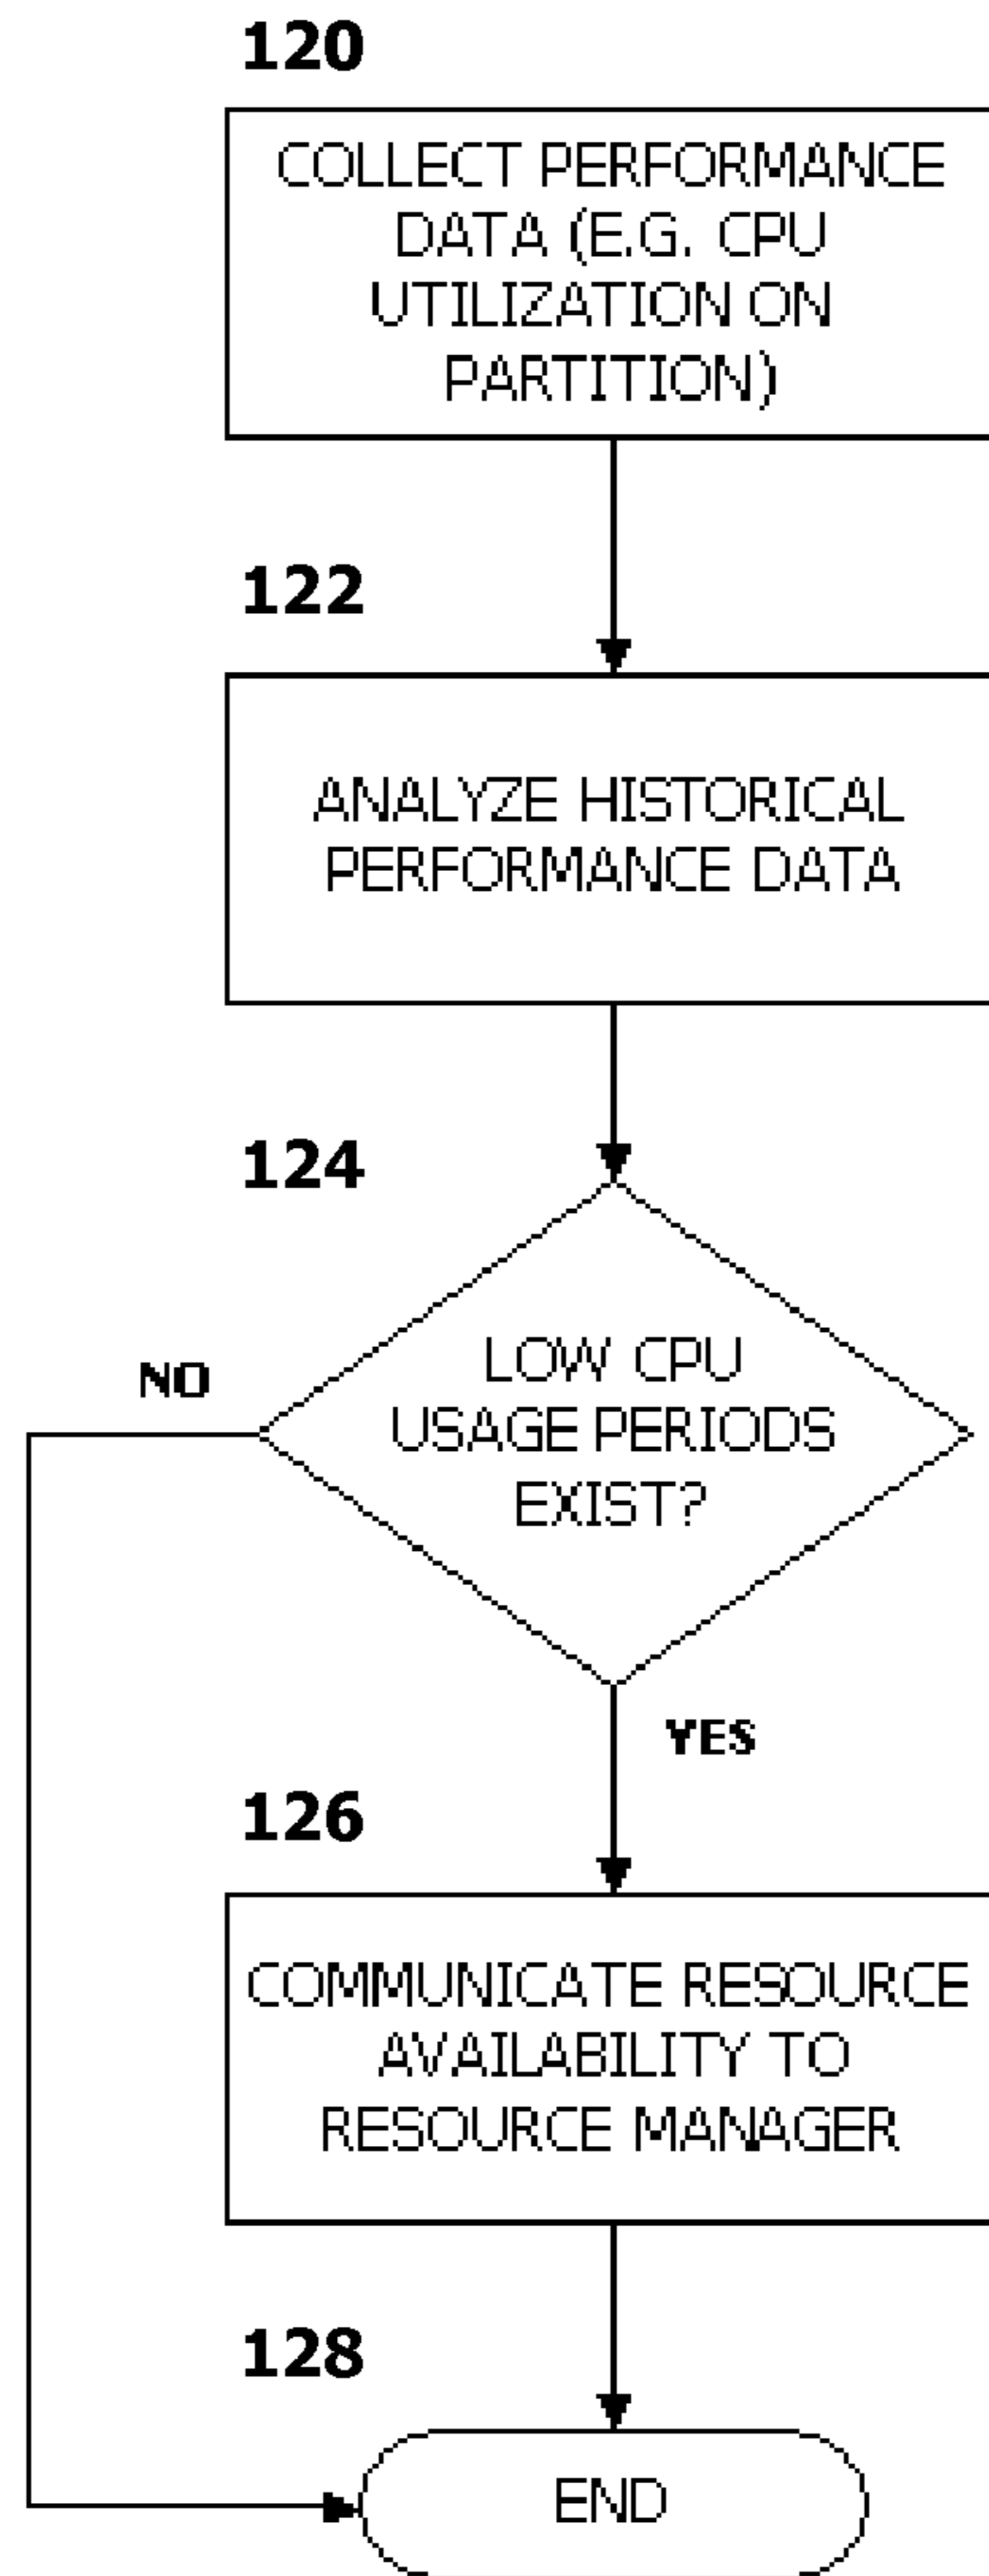 120
COLLECT PERFORMANCE
DATA (E.G. CPU
UTILIZATION ON
PARTITION)
122
ANALYZE HISTORICAL
PERFORMANCE DATA
124
LOW CPU
USAGE PERIODS
EXIST?
NO
YES
126
COMMUNICATE RESOURCE
AVAILABILITY TO
RESOURCE MANAGER
128
END